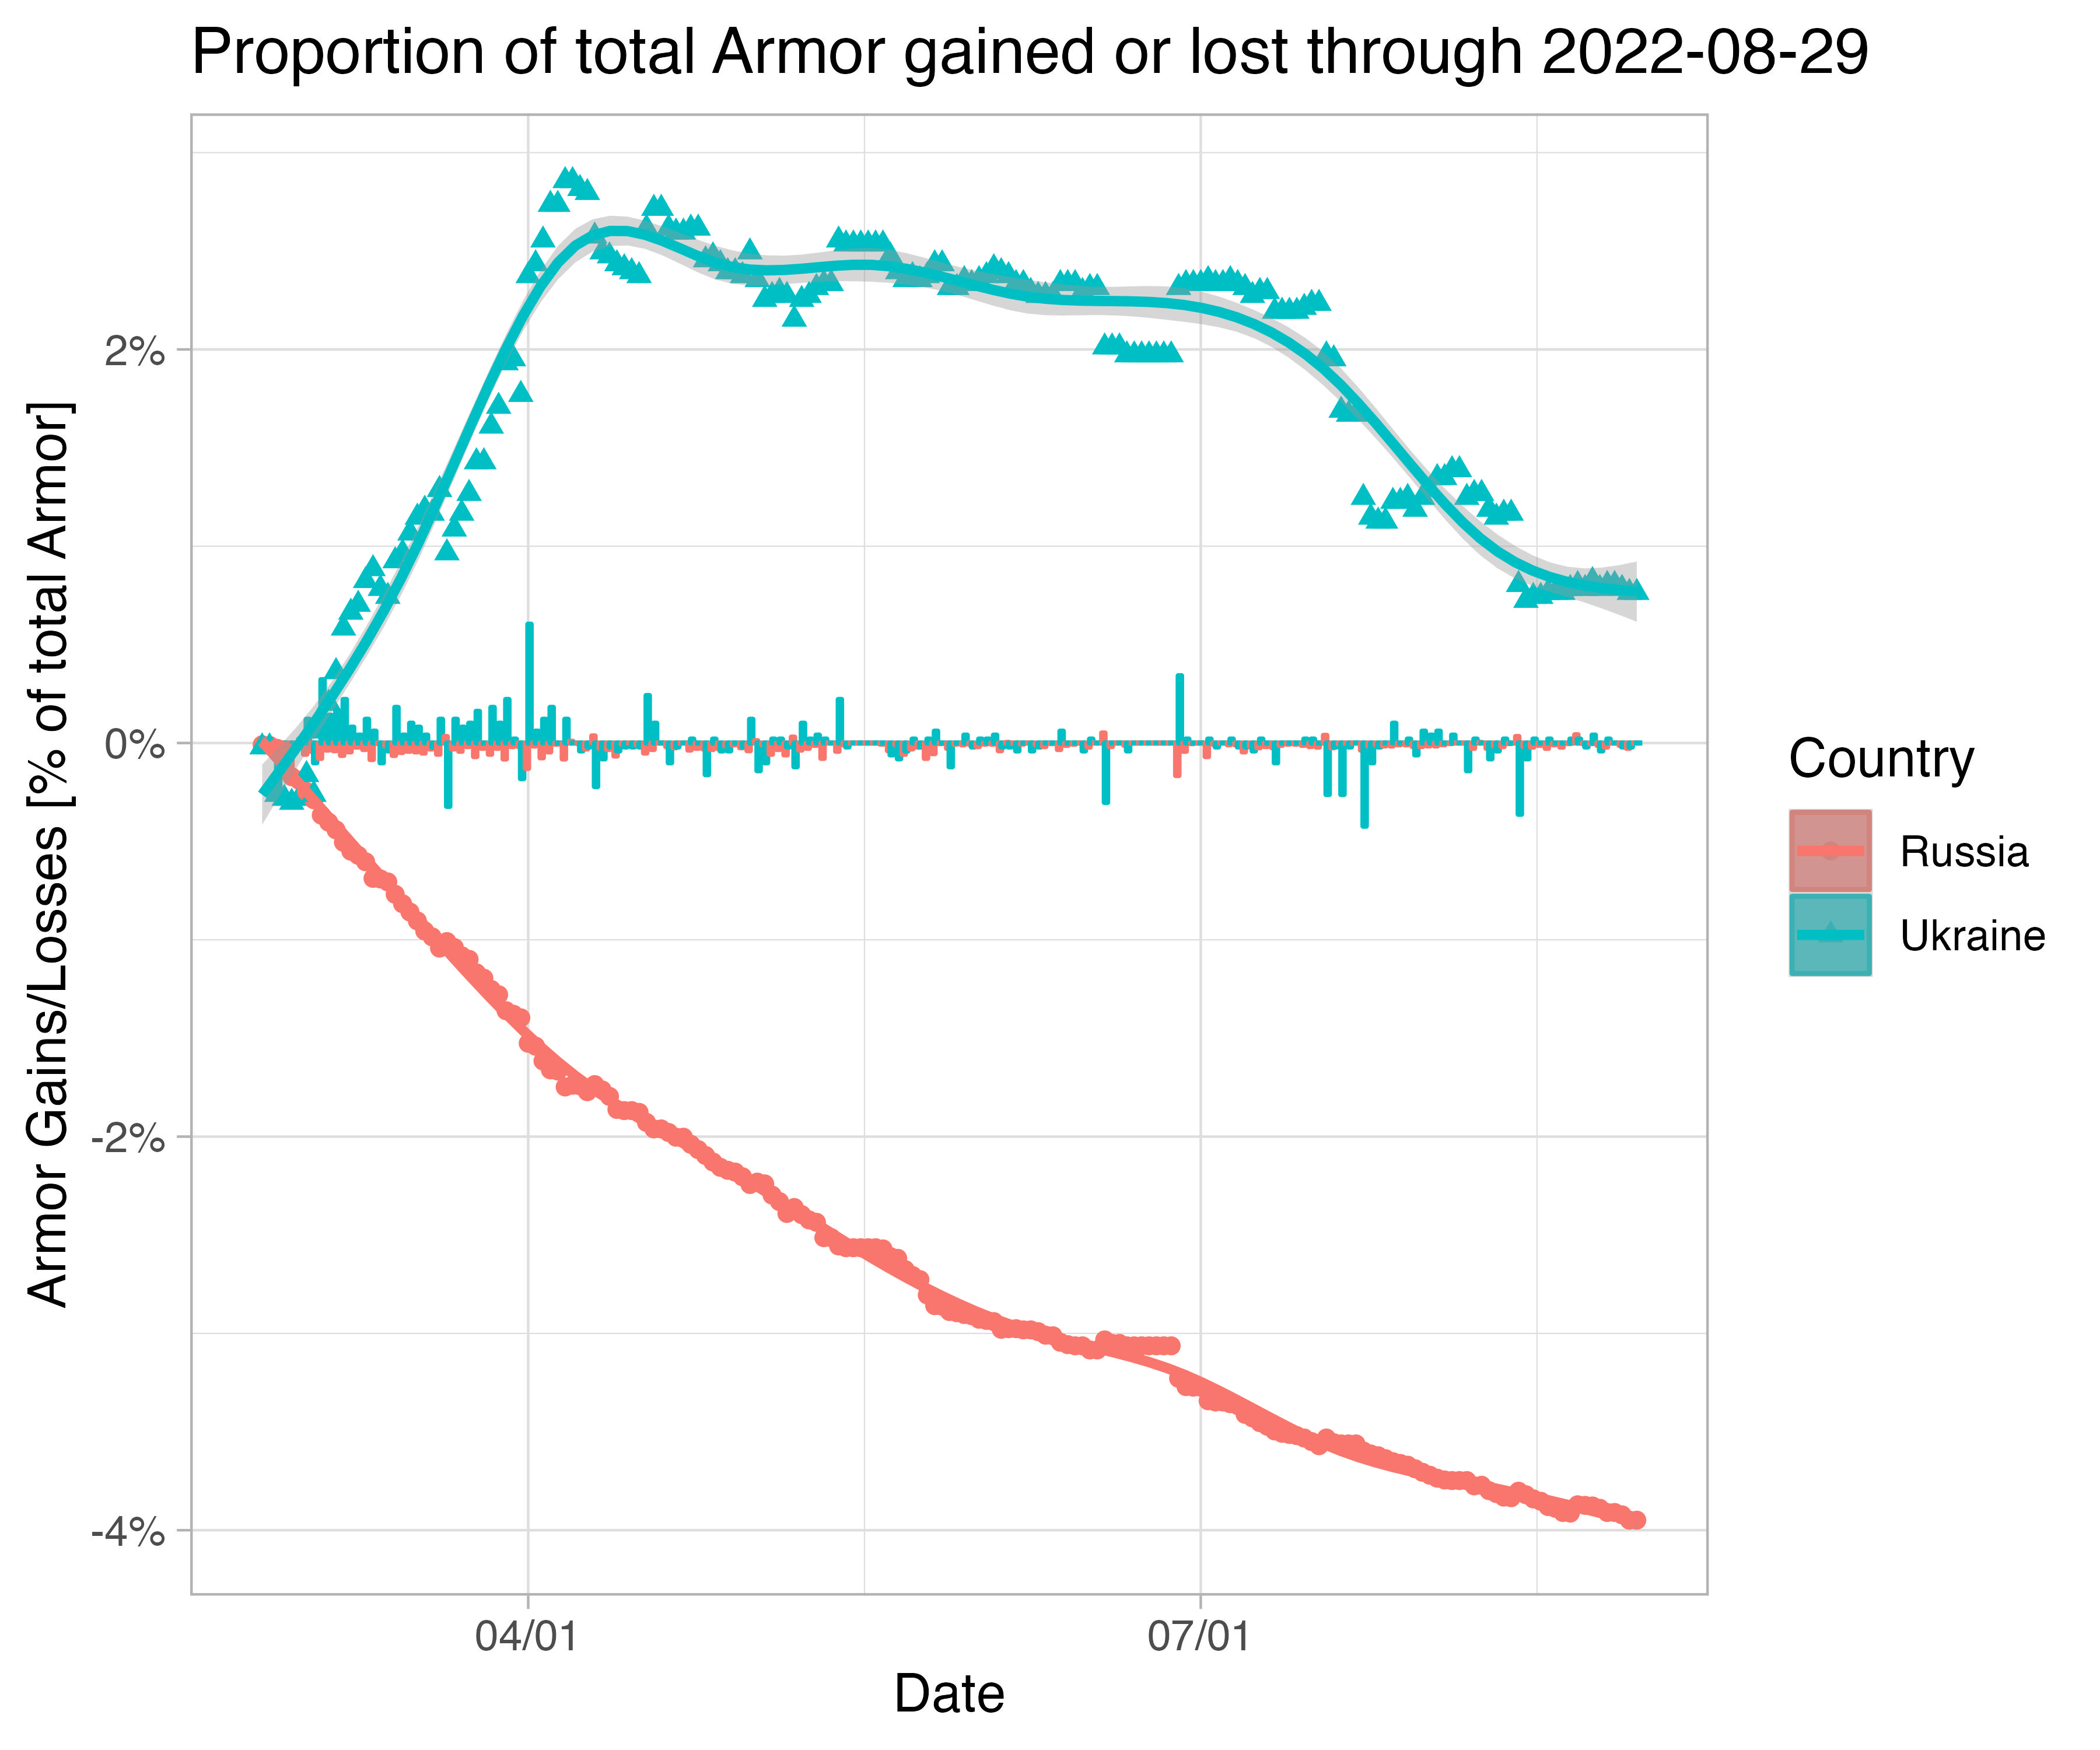 Proportion of total Armor gained or lost through 2022-08-29
Armor Gains/Losses [% of total Armor]
2%
0%
-2%
-4%
04/01
07/01
Date
Country
Russia
Ukraine